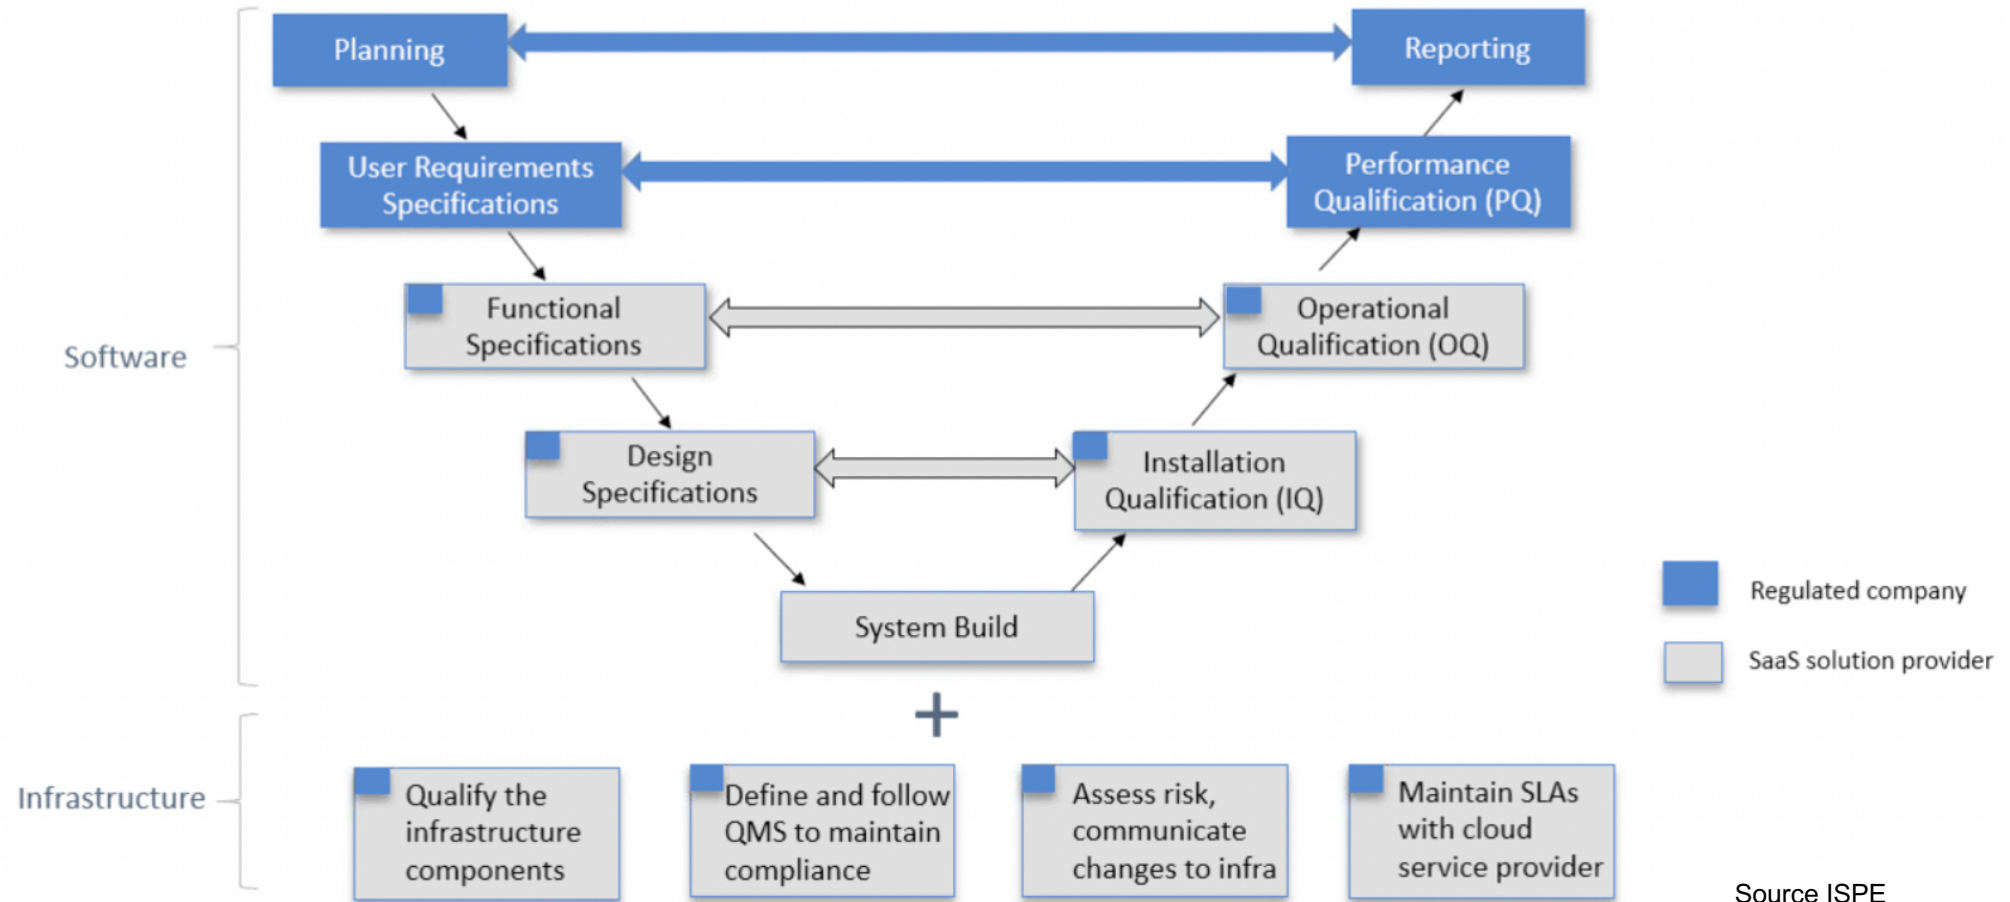 Planning
Reporting
User Requirements
Specifications
Performance
Qualification (PQ)
Functional
Specifications
Operational
Qualification (OQ)
Software
Design
Specifications
Installation
Qualification (IQ)
System Build
Regulated company
SaaS solution provider
+
Infrastructure
Qualify the
infrastructure
components
Define and follow
QMS to maintain
compliance
Assess risk,
communicate
changes to infra
Maintain SLAs
with cloud
service provider
Source ISPE